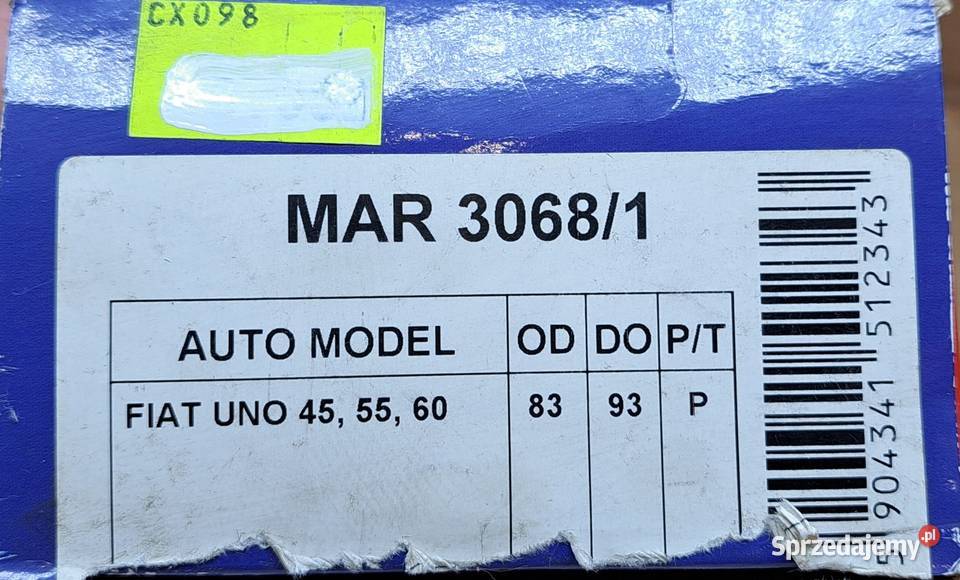 CX098
MAR 3068/1
AUTO MODEL OD DO P/T
FIAT UNO 45, 55, 60 83 93 P
5904341 512343
Sprzedajemy.pl